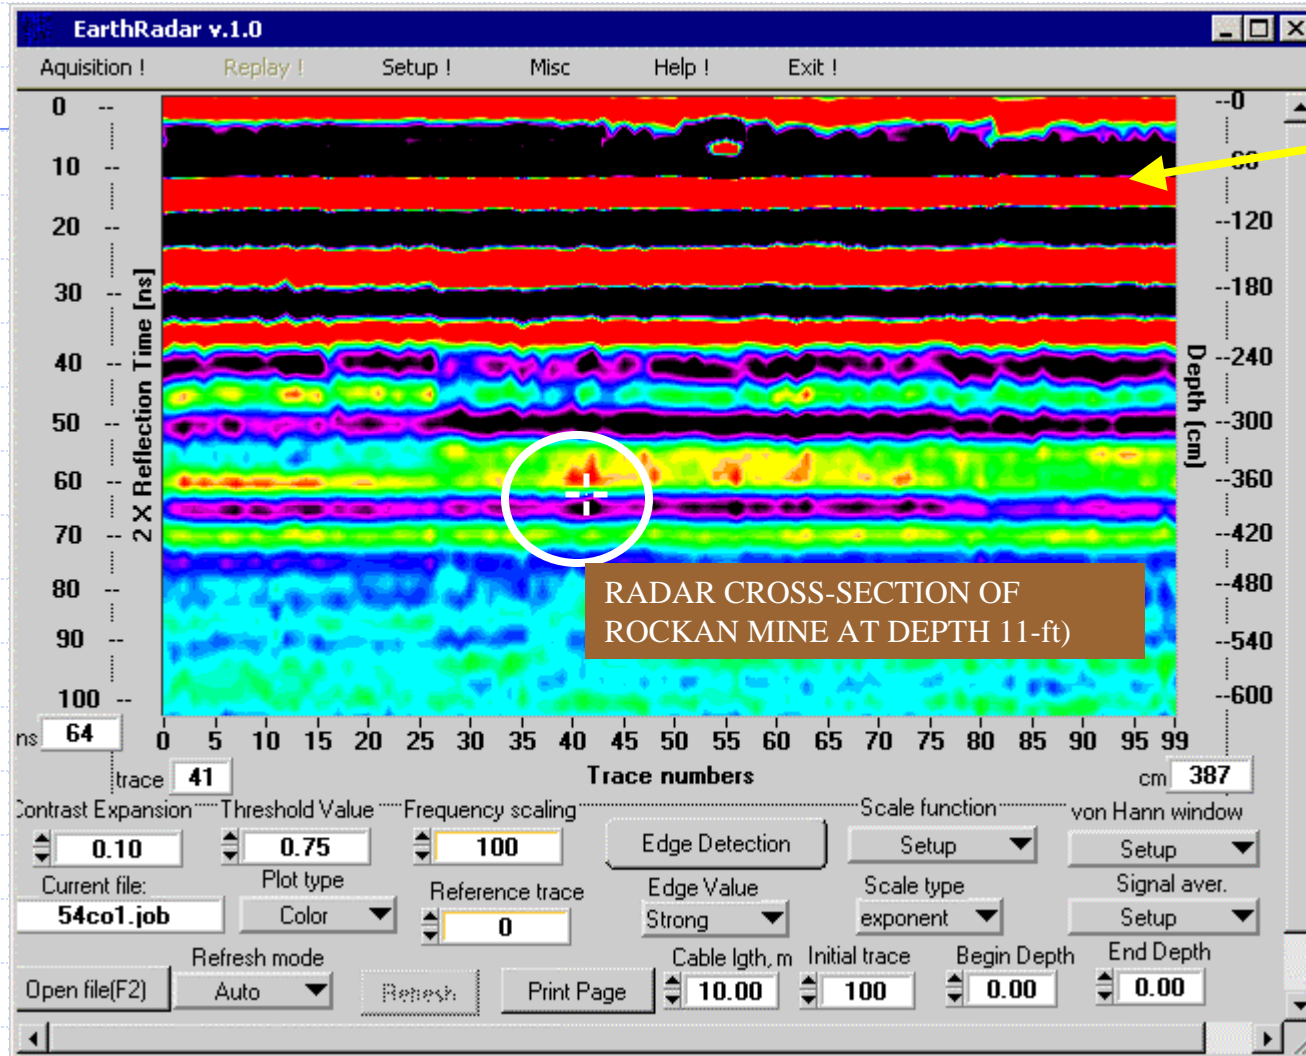 EarthRadar v.1.0
Aquisition ! Replay ! Setup ! Misc Help ! Exit !
0 -- --0
10 -- --60
20 -- --120
30 -- --180
40 -- --240
50 -- --300
60 -- --360
70 -- --420
80 -- --480
90 -- --540
100 -- --600
2 X Reflection Time [ns]
Depth (cm)
RADAR CROSS-SECTION OF
ROCKAN MINE AT DEPTH 11-ft)
0 5 10 15 20 25 30 35 40 45 50 55 60 65 70 75 80 85 90 95 99
ns 64
trace 41 Trace numbers cm 387
Contrast Expansion Threshold Value Frequency scaling Scale function von Hann window
0.10 0.75 100 Edge Detection Setup Setup
Current file: Plot type Reference trace Edge Value Scale type Signal aver.
54co1.job Color 0 Strong exponent Setup
Refresh mode Cable lgth, m Initial trace Begin Depth End Depth
Open file(F2) Auto Refresh Print Page 10.00 100 0.00 0.00